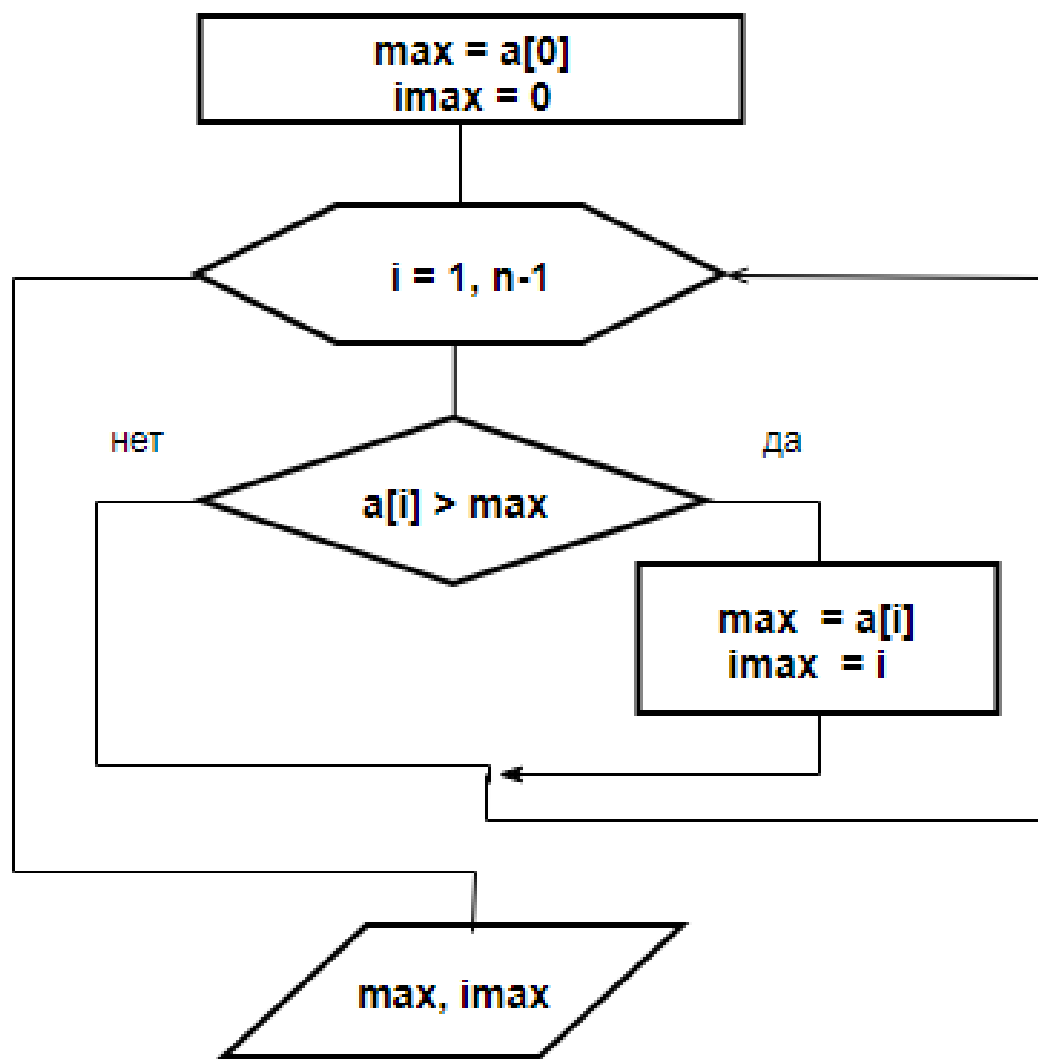 max = a[0]
imax = 0
i = 1, n-1
нет
да
a[i] > max
max = a[i]
imax = i
max, imax